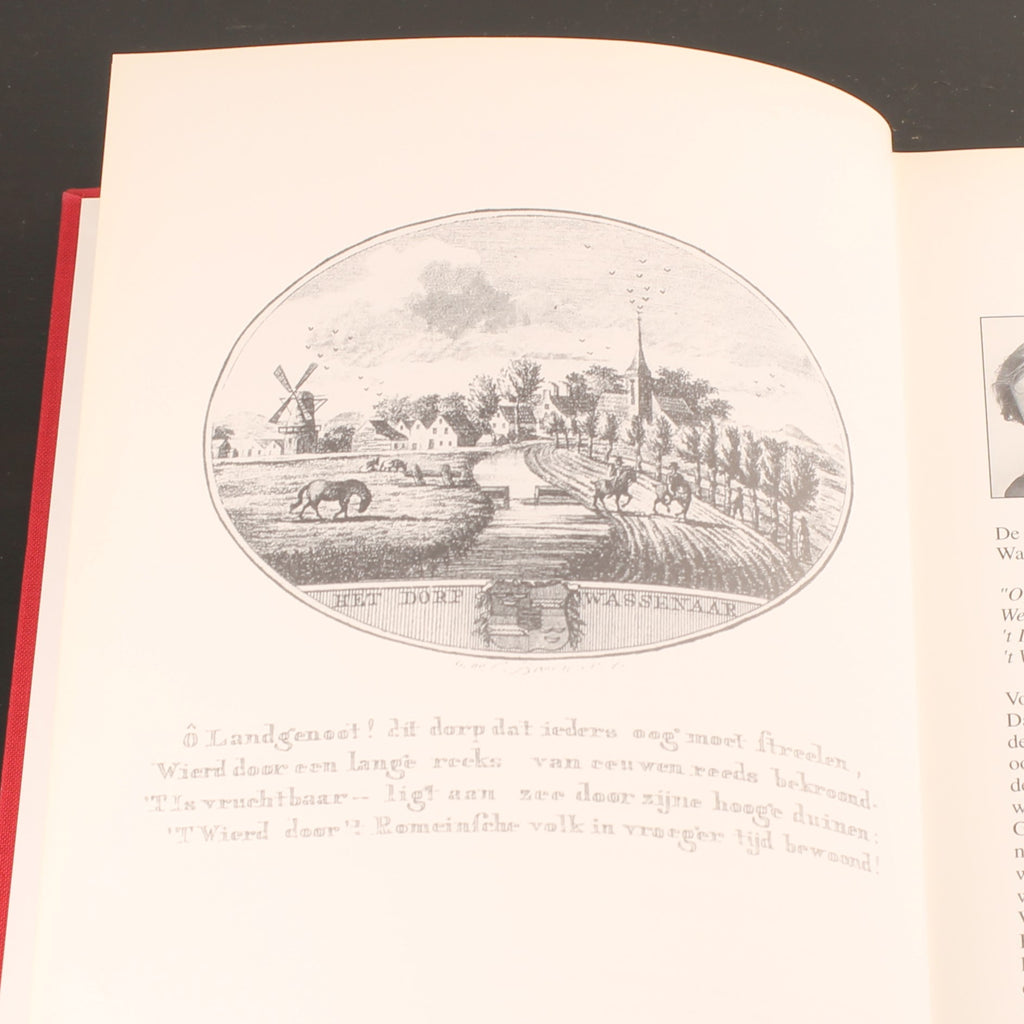 HET DORP WASSENAAR
ô Landgenoot! dit dorp dat ieders oog moet streelen,
Wierd door een lange reeks van eeuwen reeds bekroond.
'T Is vruchtbaar -- ligt aan zee door zijne hooge duinen;
'T Wierd door 't Romeinsche volk in vroeger tijd bewoond!
De
Wa
"O
We
't
't
Vo
Da
de